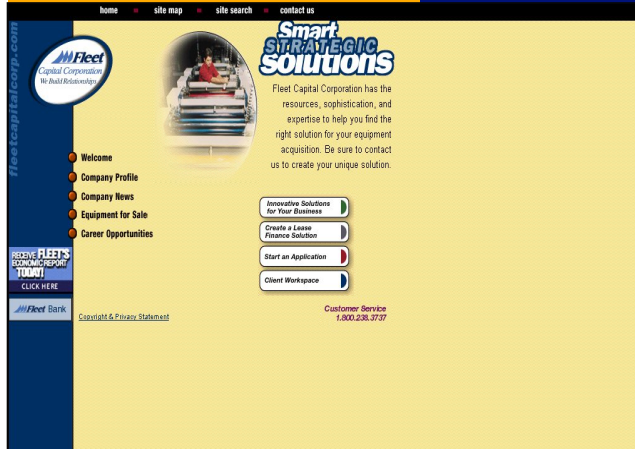 home
site map
site search
contact us
fleetcapitalcorp.com
Fleet
Capital Corporation
We Build Relationships
Smart
STRATEGIC
solutions
Fleet Capital Corporation has the
resources, sophistication, and
expertise to help you find the
right solution for your equipment
acquisition. Be sure to contact
us to create your unique solution.
Welcome
Company Profile
Company News
Equipment for Sale
Career Opportunities
Innovative Solutions
for Your Business
Create a Lease
Finance Solution
Start an Application
Client Workspace
RECEIVE FLEET'S
ECONOMIC REPORT
TODAY!
CLICK HERE
Fleet Bank
Copyright & Privacy Statement
Customer Service
1.800.238.3737